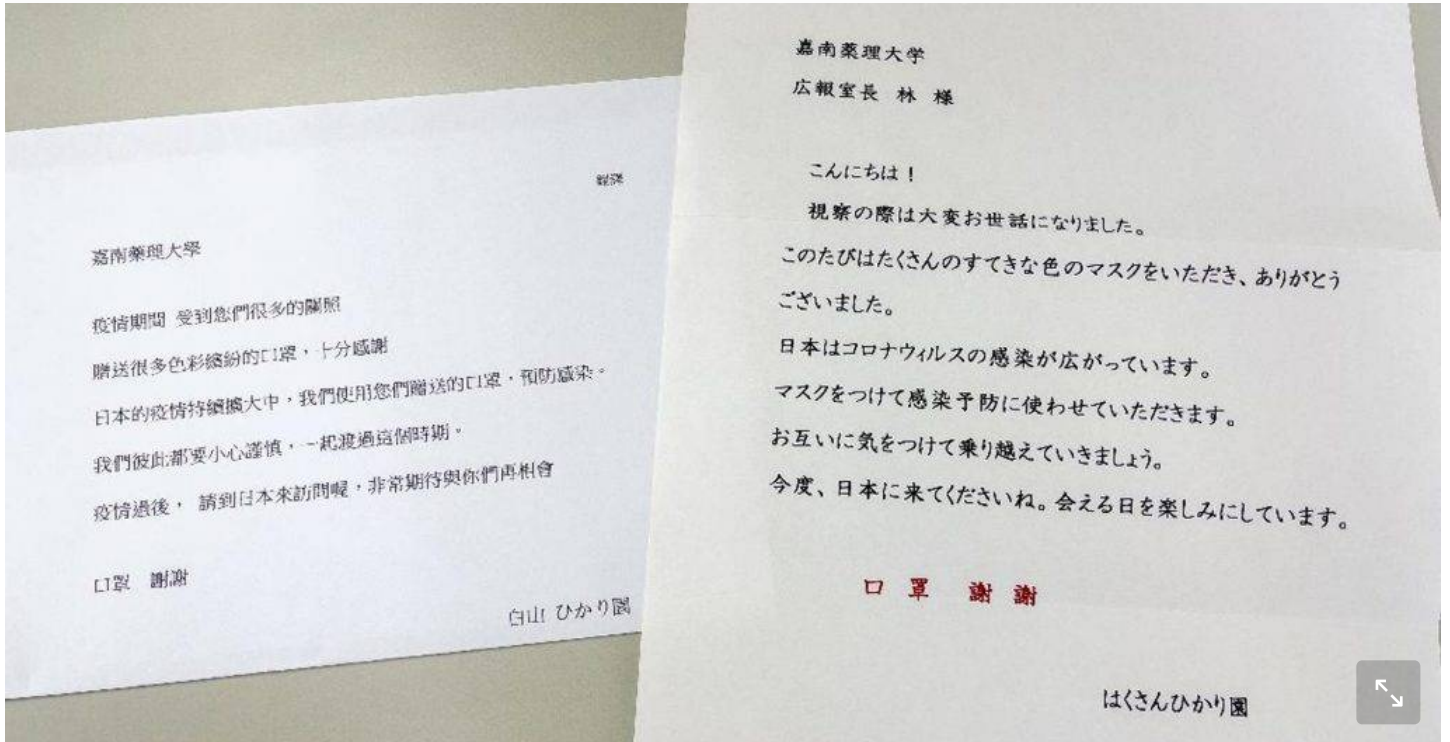 嘉南藥理大學
疫情期間 受到您們很多的關照
贈送很多色彩繽紛的口罩,十分感謝
日本的疫情持續擴大中,我們使用您們贈送的口罩,預防感染。
我們彼此都要小心謹慎,一起渡過這個時期。
疫情過後, 請到日本來訪問喔,非常期待與你們再相會
口罩 謝謝
白山 ひかり園
嘉南薬理大学
広報室長 林 様
こんにちは!
視察の際は大変お世話になりました。
このたびはたくさんのすてきな色のマスクをいただき、ありがとう
ございました。
日本はコロナウィルスの感染が広がっています。
マスクをつけて感染予防に使わせていただきます。
お互いに気をつけて乗り越えていきましょう。
今度、日本に来てくださいね。会える日を楽しみにしています。
口罩 謝謝
はくさんひかり園